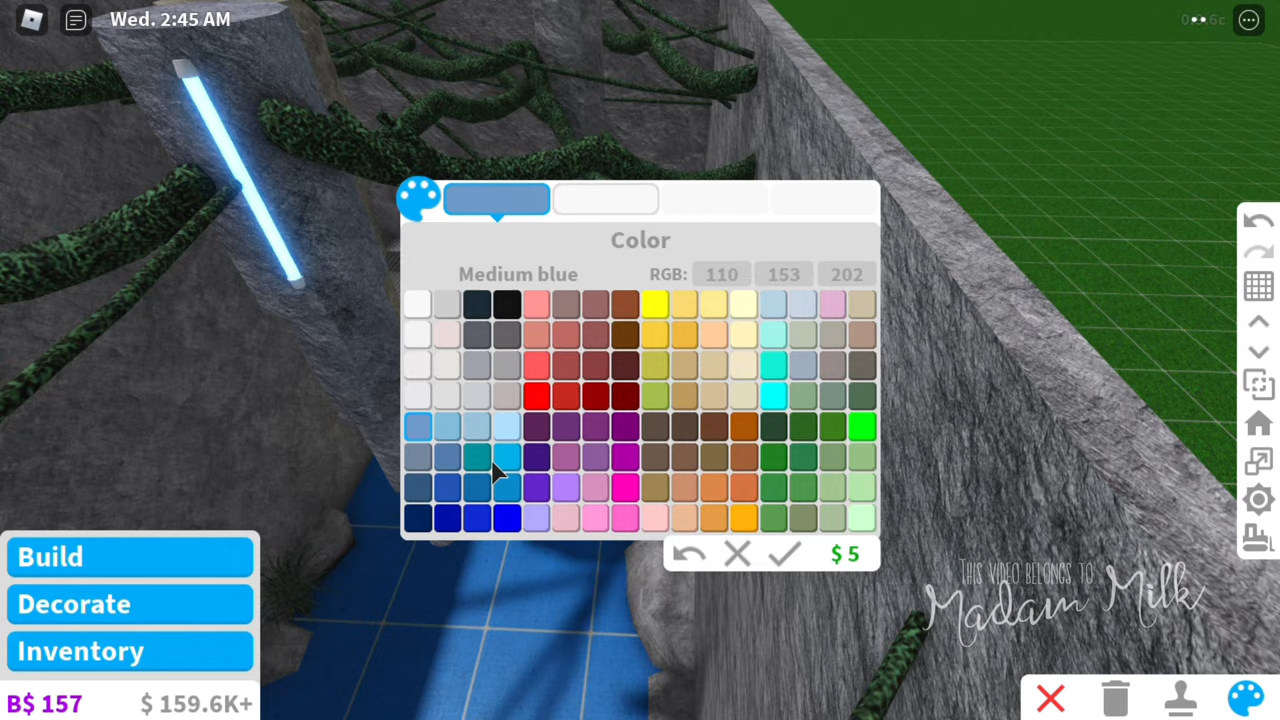 Wed. 2:45 AM
Color
Medium blue RGB: 110 153 202
Build
Decorate
Inventory
B$ 157 $ 159.6K+
$ 5
THIS VIDEO BELONGS TO
Madam Milk